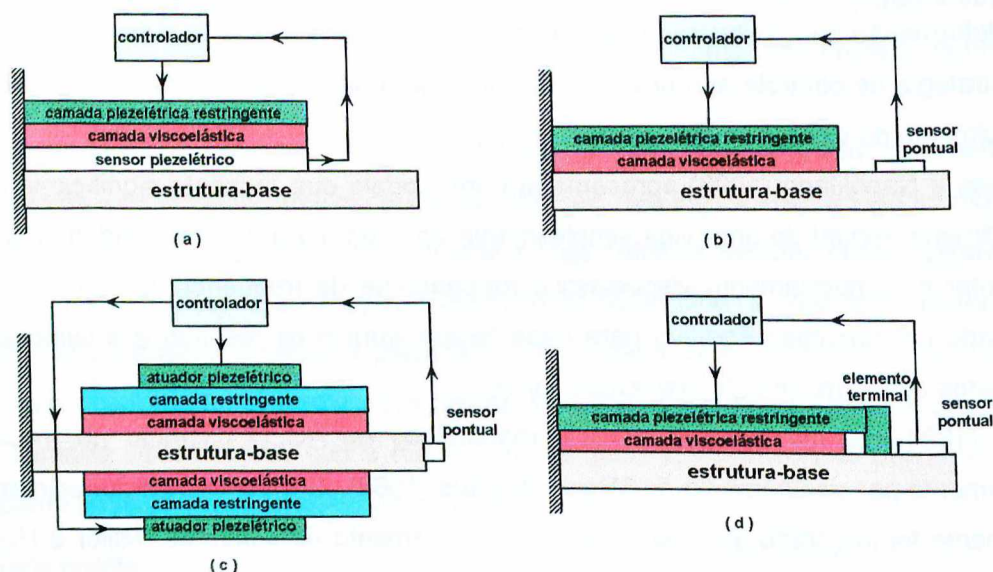 controlador
camada piezelétrica restringente
camada viscoelástica
sensor piezelétrico
estrutura-base
( a )
controlador
camada piezelétrica restringente
camada viscoelástica
sensor
pontual
estrutura-base
( b )
controlador
atuador piezelétrico
camada restringente
camada viscoelástica
sensor
pontual
estrutura-base
camada viscoelástica
camada restringente
atuador piezelétrico
( c )
controlador
elemento
terminal
sensor
pontual
camada piezelétrica restringente
camada viscoelástica
estrutura-base
( d )